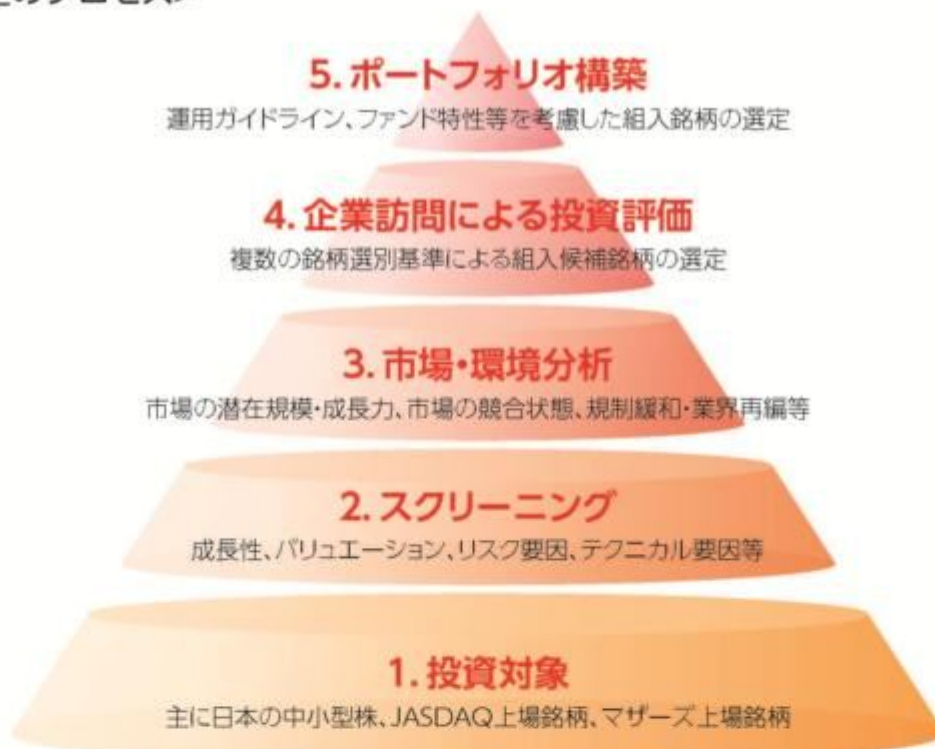 のプロセス>
5. ポートフォリオ構築
運用ガイドライン、ファンド特性等を考慮した組入銘柄の選定
4. 企業訪問による投資評価
複数の銘柄選別基準による組入候補銘柄の選定
3. 市場・環境分析
市場の潜在規模・成長力、市場の競合状態、規制緩和・業界再編等
2. スクリーニング
成長性、バリュエーション、リスク要因、テクニカル要因等
1. 投資対象
主に日本の中小型株、JASDAQ上場銘柄、マザーズ上場銘柄